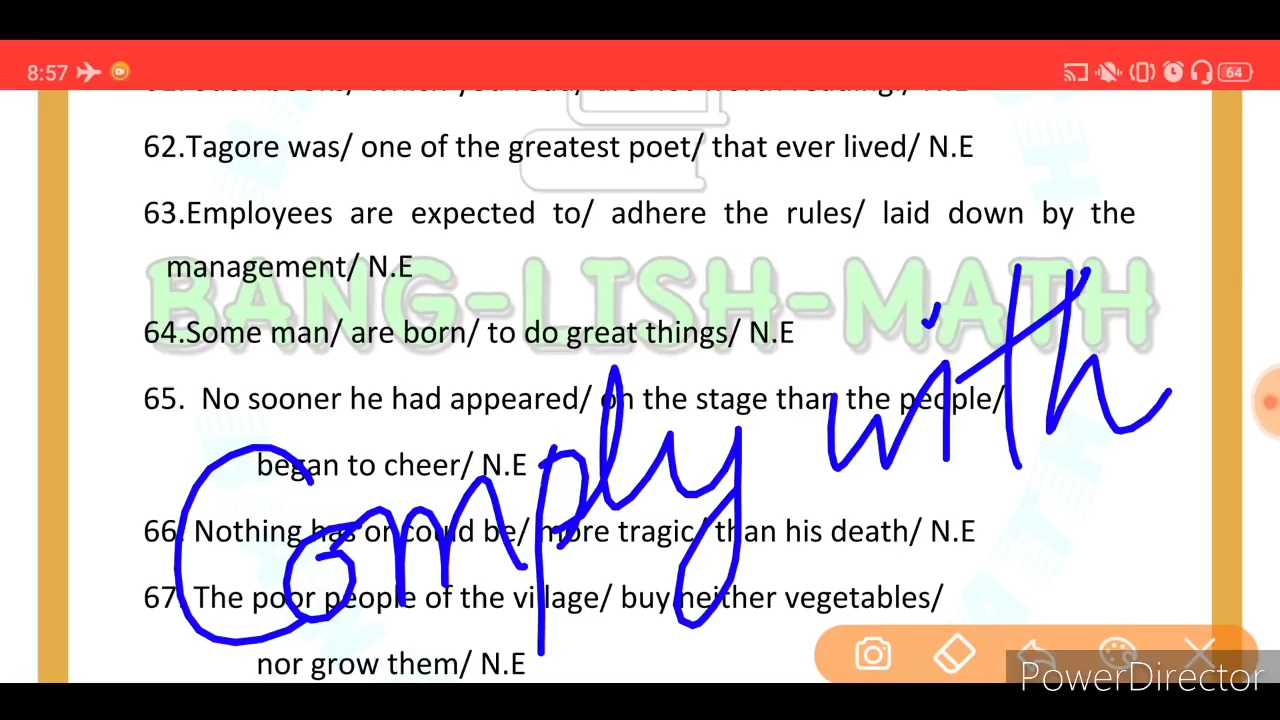 8:57
64
62.Tagore was/ one of the greatest poet/ that ever lived/ N.E
63.Employees are expected to/ adhere the rules/ laid down by the
management/ N.E
BANG-LISH-MATH
64.Some man/ are born/ to do great things/ N.E
65. No sooner he had appeared/ on the stage than the people/
began to cheer/ N.E
Comply with
66. Nothing has or could be/ more tragic/ than his death/ N.E
67. The poor people of the village/ buy neither vegetables/
nor grow them/ N.E
PowerDirector